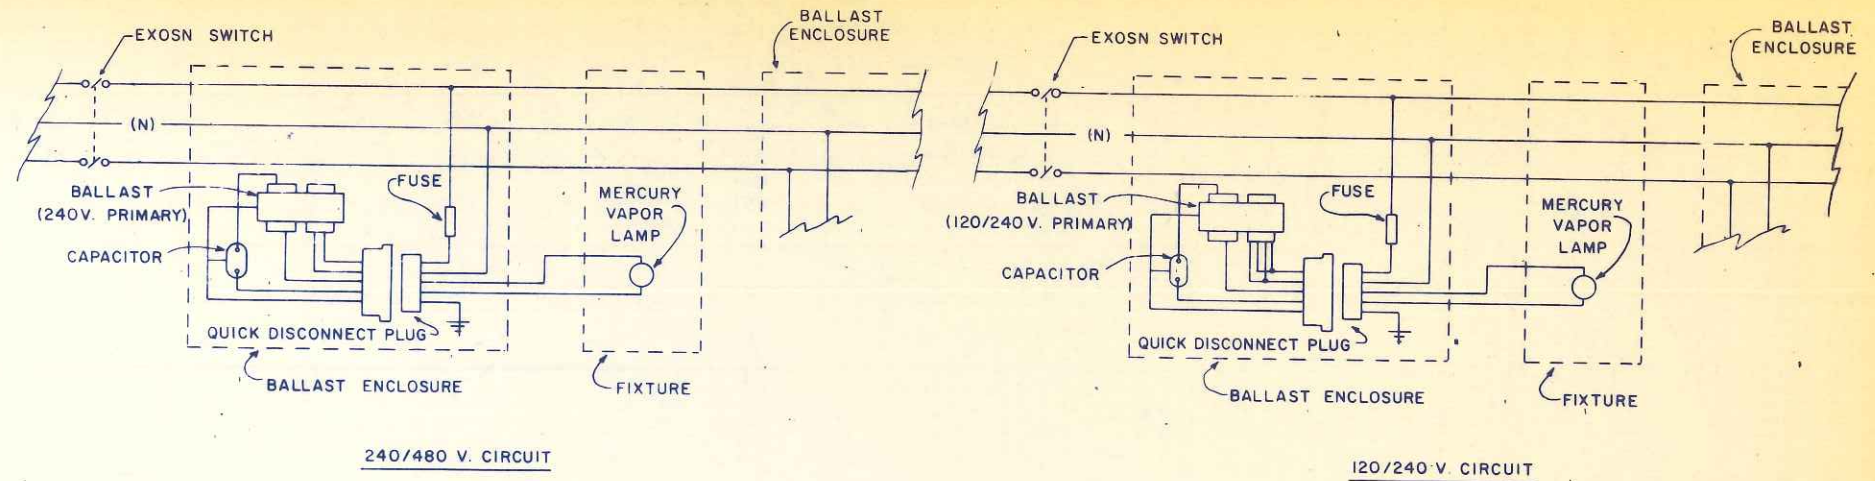 EXOSN SWITCH
BALLAST
ENCLOSURE
(N)
BALLAST
(240V. PRIMARY)
FUSE
MERCURY
VAPOR
LAMP
CAPACITOR
QUICK DISCONNECT PLUG
BALLAST ENCLOSURE
FIXTURE
240/480 V. CIRCUIT
EXOSN SWITCH
BALLAST
ENCLOSURE
(N)
BALLAST
(120/240 V. PRIMARY)
FUSE
MERCURY
VAPOR
LAMP
CAPACITOR
QUICK DISCONNECT PLUG
BALLAST ENCLOSURE
FIXTURE
120/240 V. CIRCUIT